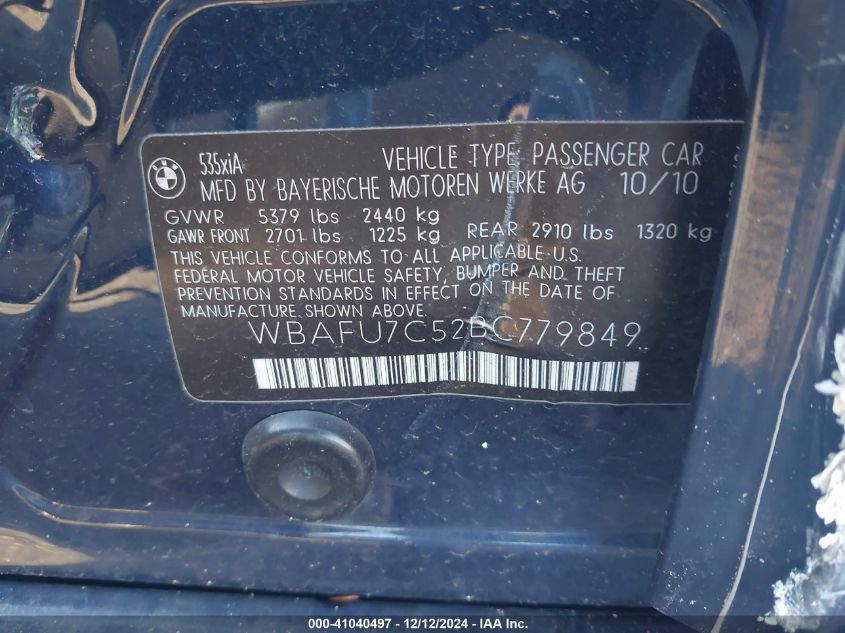 BMW
535xiA
VEHICLE TYPE PASSENGER CAR
MFD BY BAYERISCHE MOTOREN WERKE AG 10/10
GVWR 5379 lbs 2440 kg
GAWR FRONT 2701 lbs 1225 kg REAR 2910 lbs 1320 kg
THIS VEHICLE CONFORMS TO ALL APPLICABLE U.S.
FEDERAL MOTOR VEHICLE SAFETY, BUMPER AND THEFT
PREVENTION STANDARDS IN EFFECT ON THE DATE OF
MANUFACTURE SHOWN ABOVE.
WBAFU7C52BC779849
000-41040497 - 12/12/2024 - IAAI.COM